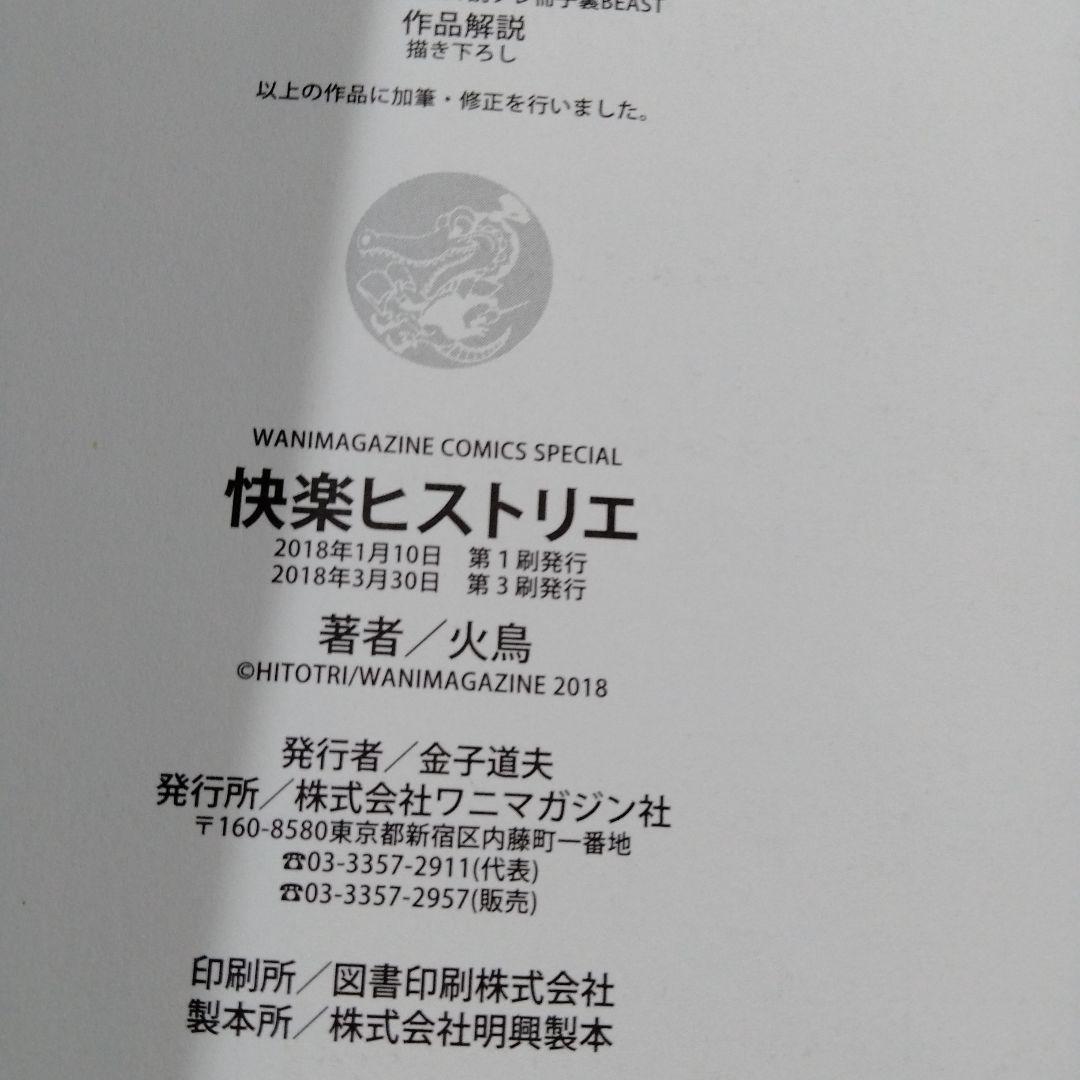 BEAST
作品解説
描き下ろし
以上の作品に加筆・修正を行いました。
WANIMAGAZINE COMICS SPECIAL
快楽ヒストリエ
2018年1月10日　第1刷発行
2018年3月30日　第3刷発行
著者／火鳥
©HITOTRI/WANIMAGAZINE 2018
発行者／金子道夫
発行所／株式会社ワニマガジン社
〒160-8580東京都新宿区内藤町一番地
☎03-3357-2911(代表)
☎03-3357-2957(販売)
印刷所／図書印刷株式会社
製本所／株式会社明興製本